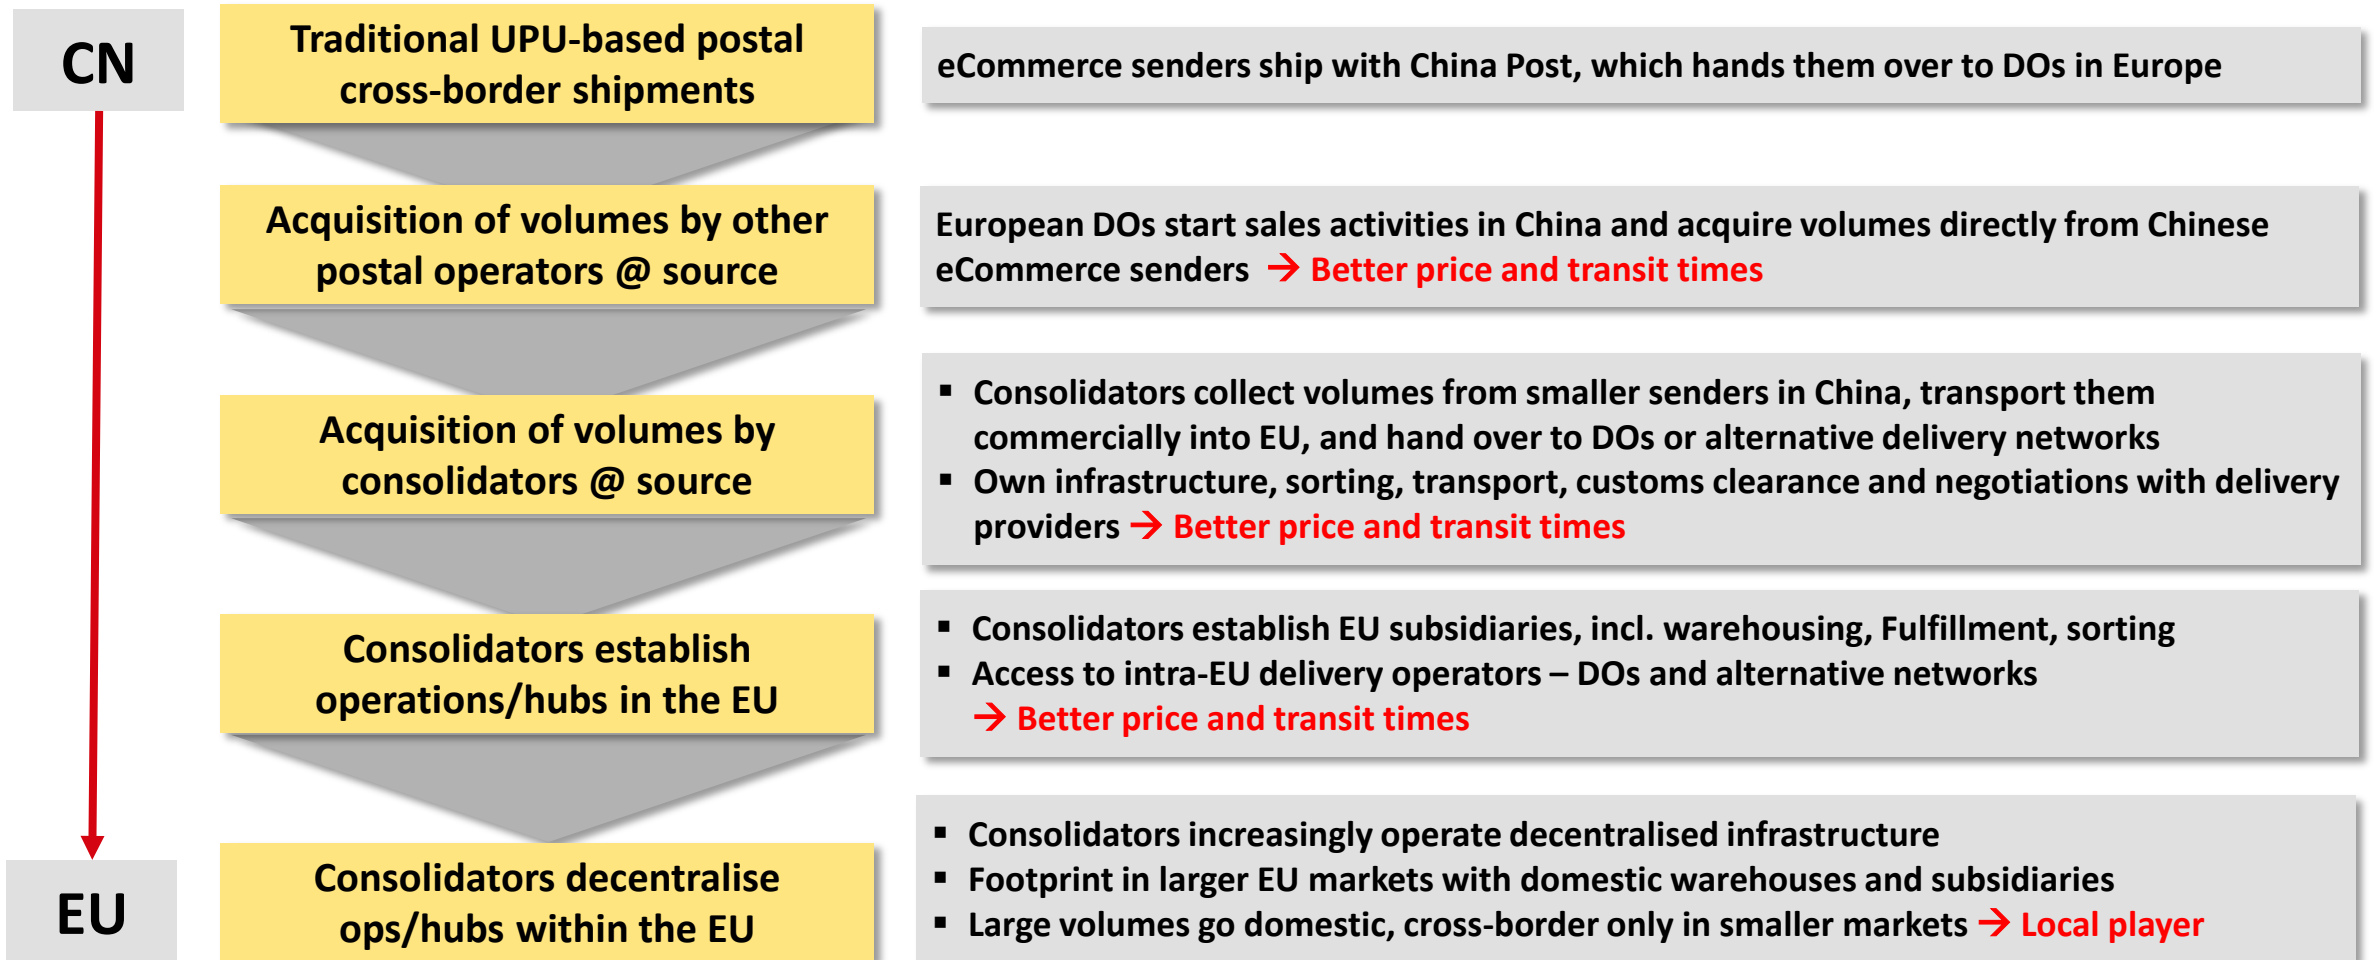 CN
Traditional UPU-based postal
cross-border shipments
eCommerce senders ship with China Post, which hands them over to DOs in Europe
Acquisition of volumes by other
postal operators @ source
European DOs start sales activities in China and acquire volumes directly from Chinese
eCommerce senders → Better price and transit times
Acquisition of volumes by
consolidators @ source
▪ Consolidators collect volumes from smaller senders in China, transport them
commercially into EU, and hand over to DOs or alternative delivery networks
▪ Own infrastructure, sorting, transport, customs clearance and negotiations with delivery
providers → Better price and transit times
Consolidators establish
operations/hubs in the EU
▪ Consolidators establish EU subsidiaries, incl. warehousing, Fulfillment, sorting
▪ Access to intra-EU delivery operators – DOs and alternative networks
→ Better price and transit times
EU
Consolidators decentralise
ops/hubs within the EU
▪ Consolidators increasingly operate decentralised infrastructure
▪ Footprint in larger EU markets with domestic warehouses and subsidiaries
▪ Large volumes go domestic, cross-border only in smaller markets → Local player